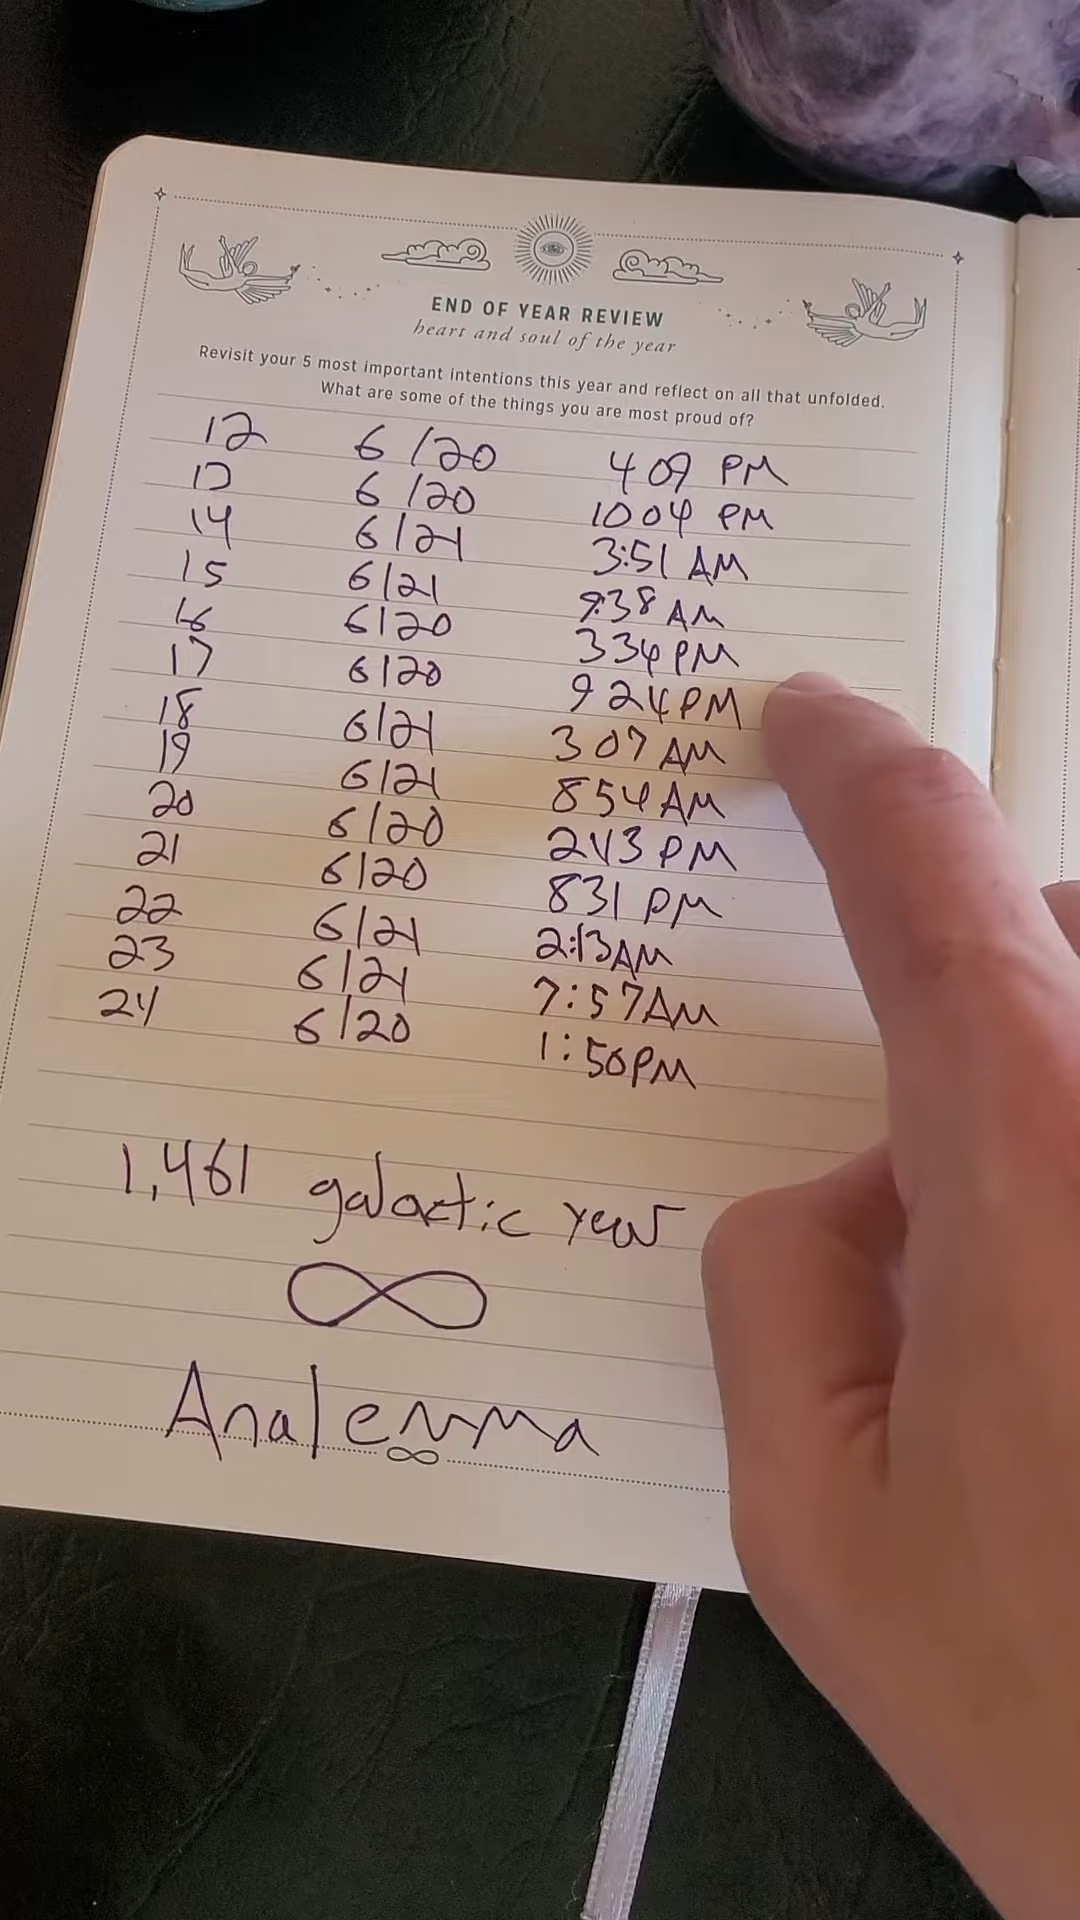 END OF YEAR REVIEW
heart and soul of the year
Revisit your 5 most important intentions this year and reflect on all that unfolded.
What are some of the things you are most proud of?
12 6/20 409 PM
13 6/20 1004 PM
14 6/21 3:51 AM
15 6/21 9:38 AM
16 6/20 334 PM
17 6/20 924 PM
18 6/21 307 AM
19 6/21 854 AM
20 6/20 243 PM
21 6/20 831 PM
22 6/21 2:13 AM
23 6/21 7:57 AM
24 6/20 1:50 PM
1,461 galactic year
∞
Analemma
∞